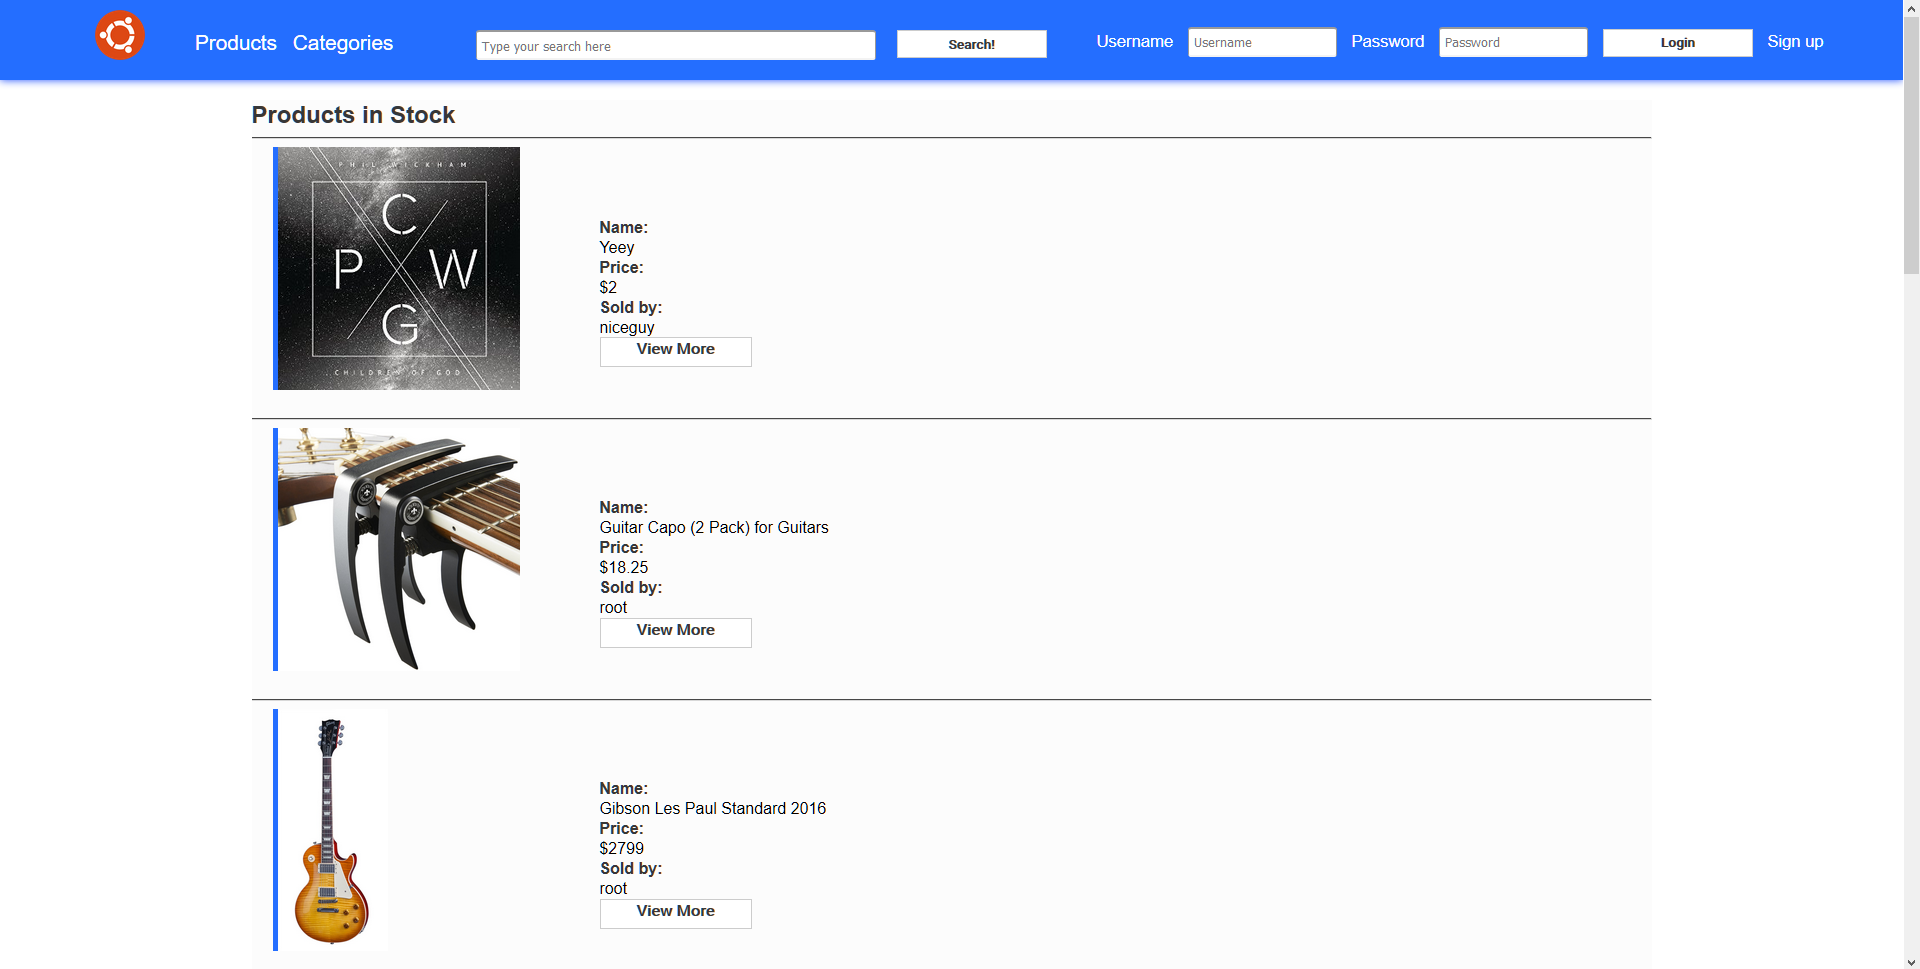 Products Categories Type your search here Search! Username Username Password Password Login Sign up
Products in Stock
PHIL WICKHAM
C
P W
G
CHILDREN OF GOD
Name:
Yeey
Price:
$2
Sold by:
niceguy
View More
Name:
Guitar Capo (2 Pack) for Guitars
Price:
$18.25
Sold by:
root
View More
Name:
Gibson Les Paul Standard 2016
Price:
$2799
Sold by:
root
View More